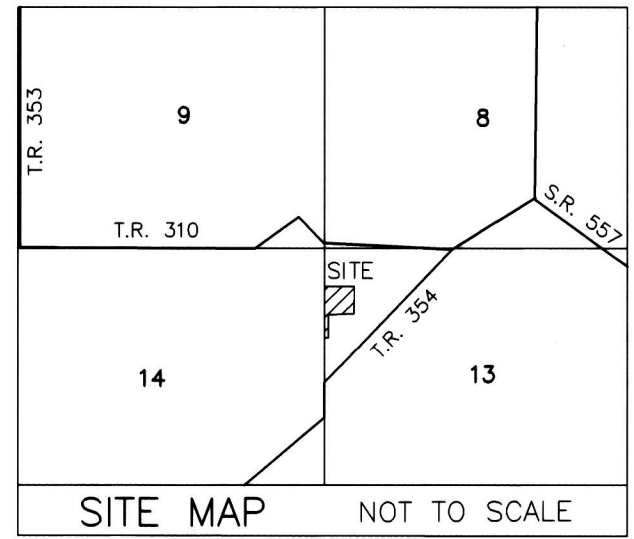 T.R. 353
9
8
S.R. 557
T.R. 310
SITE
T.R. 354
14
13
SITE MAP
NOT TO SCALE